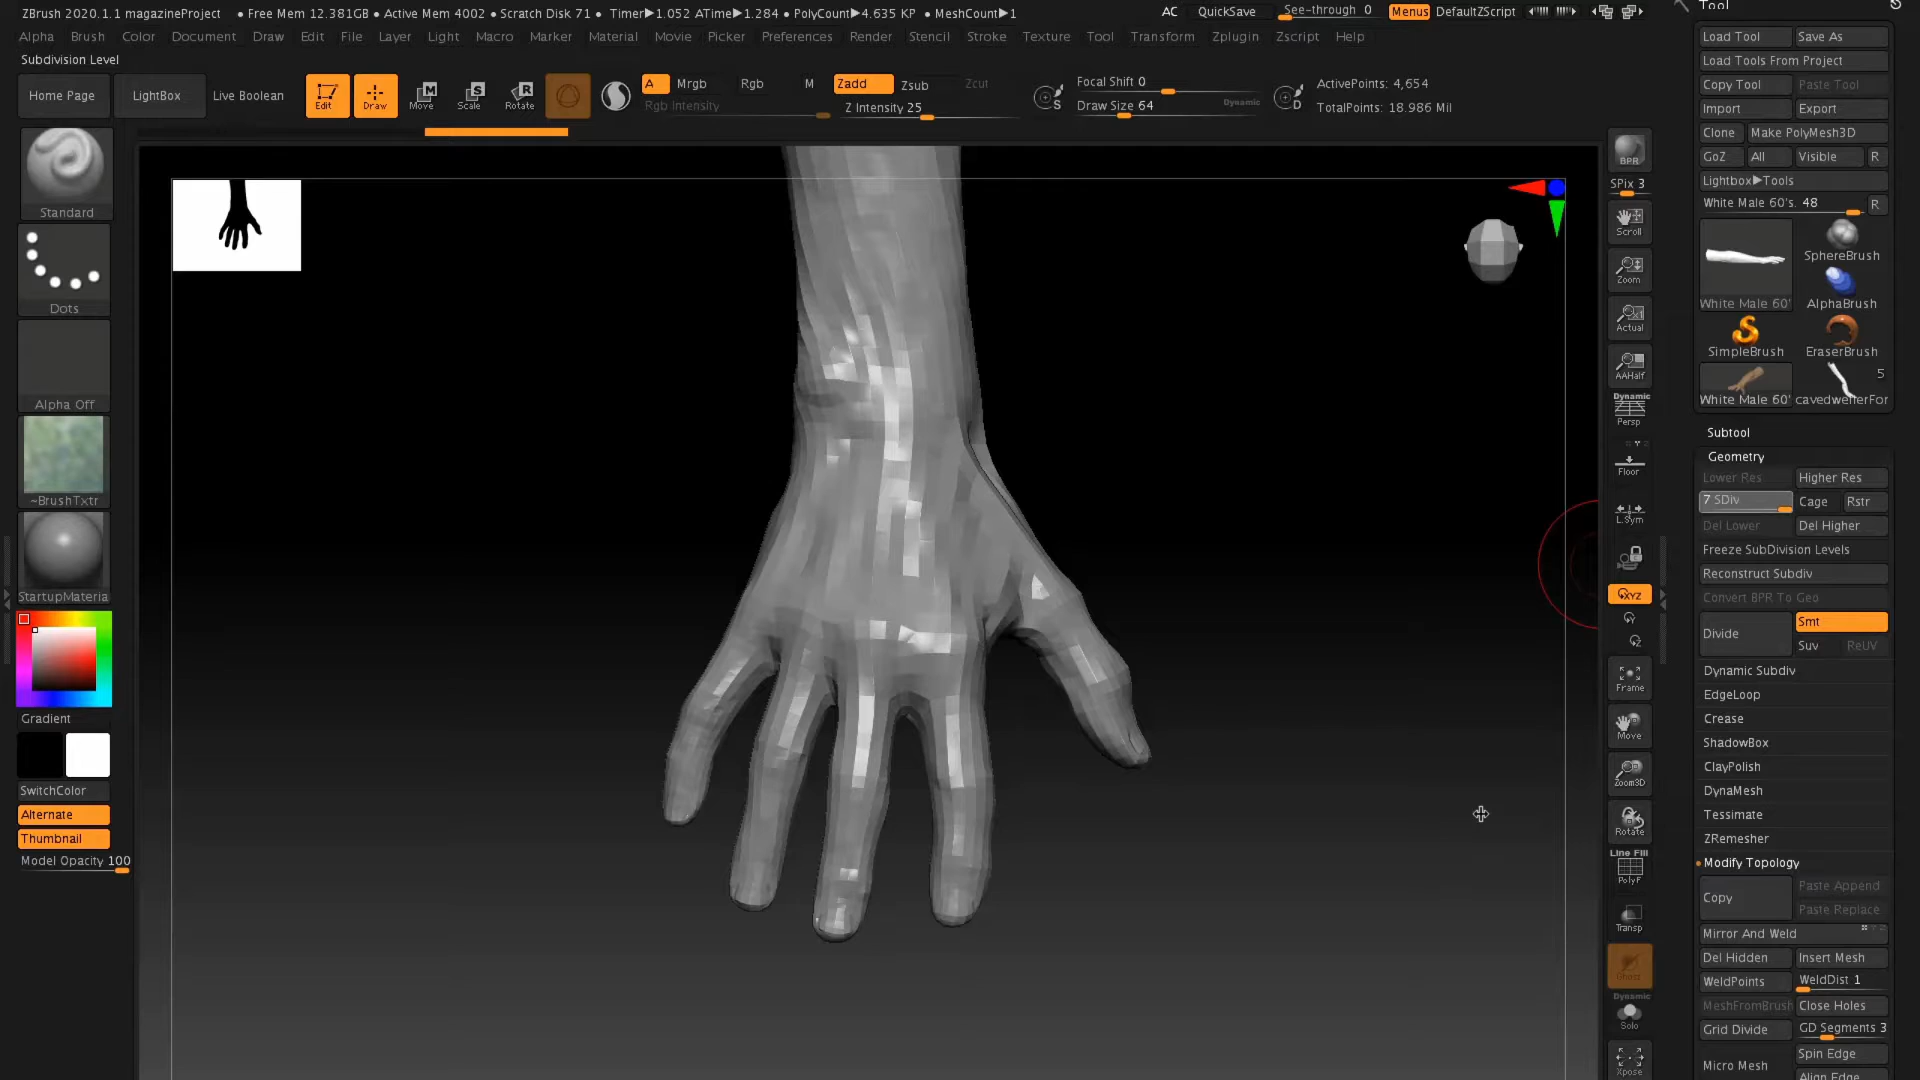 ZBrush 2020.1.1 magazineProject • Free Mem 12.381GB • Active Mem 4002 • Scratch Disk 71 • Timer▶1.052 ATime▶1.284 • PolyCount▶4.635 KP • MeshCount▶1 AC QuickSave See-through 0 Menus DefaultZScript
Alpha Brush Color Document Draw Edit File Layer Light Macro Marker Material Movie Picker Preferences Render Stencil Stroke Texture Tool Transform Zplugin Zscript Help
Subdivision Level
Home Page LightBox Live Boolean Edit Draw Move Scale Rotate
A Mrgb Rgb M Zadd Zsub Zcut
Rgb Intensity Z Intensity 25
Focal Shift 0
Draw Size 64 Dynamic
S D
ActivePoints: 4,654
TotalPoints: 18.986 Mil
Standard
Dots
Alpha Off
~BrushTxtr
StartupMateria
Gradient
SwitchColor
Alternate
Thumbnail
Model Opacity 100
BPR
SPix 3
Scroll
Zoom
Actual
AAHalf
Dynamic
Persp
Floor
L.Sym
XYZ
Frame
Move
Zoom3D
Rotate
Line Fill
PolyF
Transp
Ghost
Dynamic
Solo
Xpose
Tool
Load Tool Save As
Load Tools From Project
Copy Tool Paste Tool
Import Export
Clone Make PolyMesh3D
GoZ All Visible R
Lightbox▶Tools
White Male 60's. 48 R
White Male 60' SphereBrush
AlphaBrush
SimpleBrush EraserBrush
5
White Male 60' cavedwellerFor
Subtool
Geometry
Lower Res Higher Res
7 SDiv Cage Rstr
Del Lower Del Higher
Freeze SubDivision Levels
Reconstruct Subdiv
Convert BPR To Geo
Divide Smt
Suv ReUV
Dynamic Subdiv
EdgeLoop
Crease
ShadowBox
ClayPolish
DynaMesh
Tessimate
ZRemesher
Modify Topology
Copy Paste Append
Paste Replace
Mirror And Weld
Del Hidden Insert Mesh
WeldPoints WeldDist 1
MeshFromBrush Close Holes
Grid Divide GD Segments 3
Micro Mesh Spin Edge
Align Edge